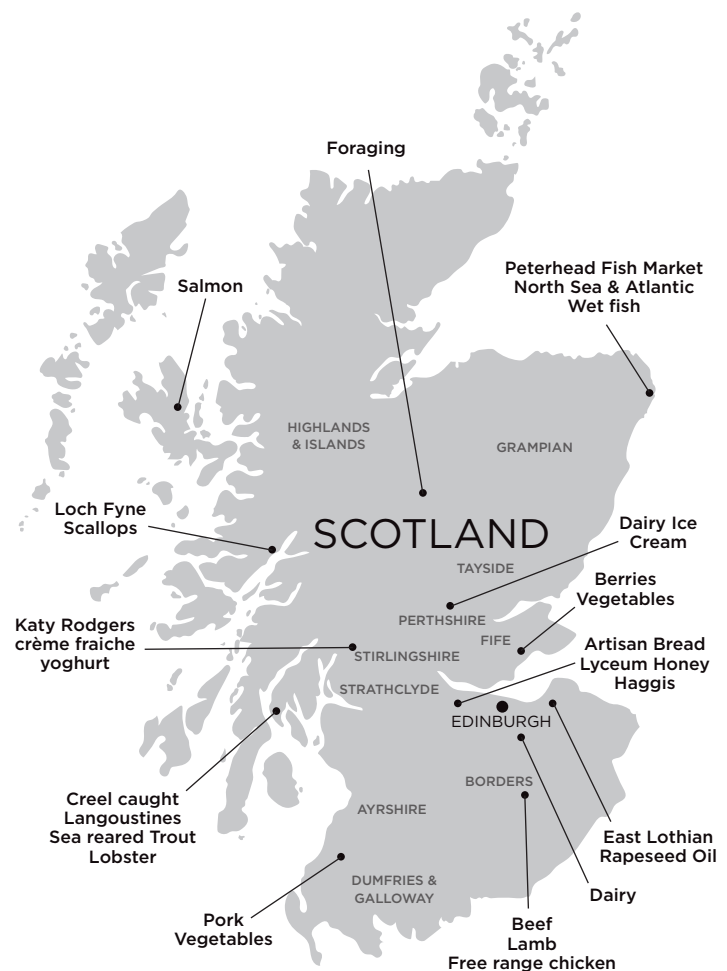 Foraging
Peterhead Fish Market
North Sea & Atlantic
Wet fish
Salmon
HIGHLANDS
& ISLANDS
GRAMPIAN
Loch Fyne
Scallops
SCOTLAND
Dairy Ice
Cream
TAYSIDE
Berries
Vegetables
PERTHSHIRE
Katy Rodgers
crème fraiche
yoghurt
FIFE
STIRLINGSHIRE
Artisan Bread
Lyceum Honey
Haggis
STRATHCLYDE
EDINBURGH
BORDERS
Creel caught
Langoustines
Sea reared Trout
Lobster
AYRSHIRE
East Lothian
Rapeseed Oil
DUMFRIES &
GALLOWAY
Dairy
Pork
Vegetables
Beef
Lamb
Free range chicken